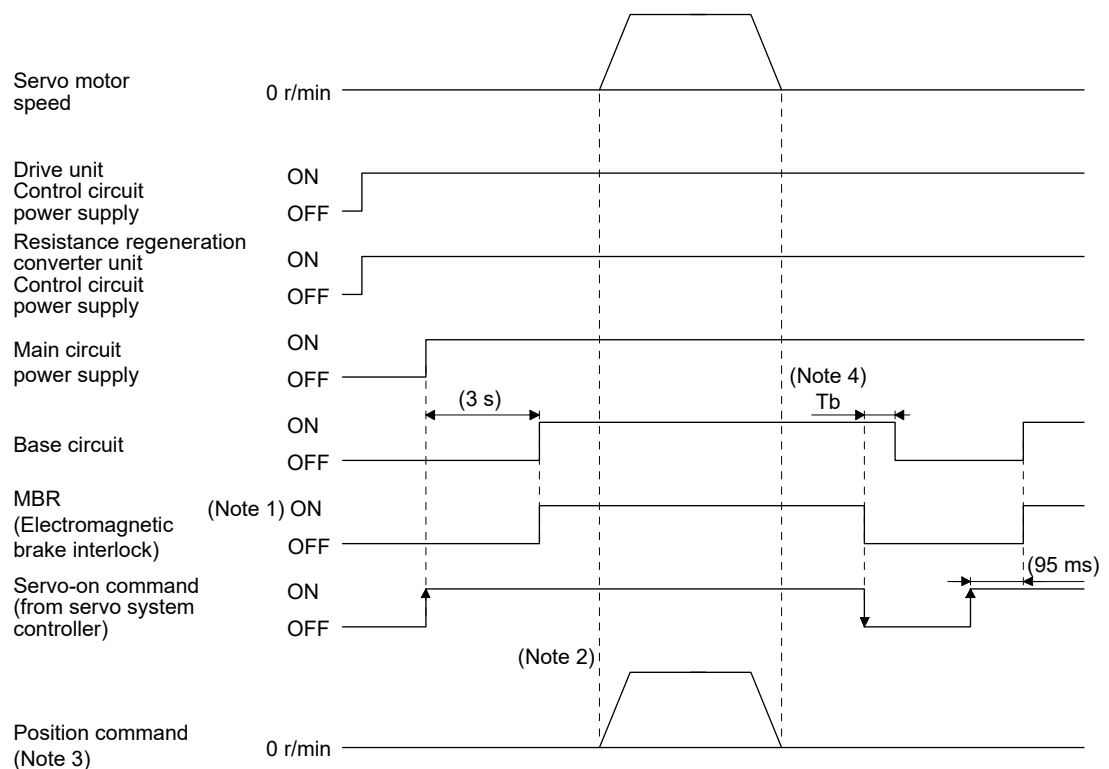 Servo motor
speed
0 r/min
Drive unit
Control circuit
power supply
ON
OFF
Resistance regeneration
converter unit
Control circuit
power supply
ON
OFF
Main circuit
power supply
ON
OFF
(3 s)
(Note 4)
Tb
Base circuit
ON
OFF
MBR
(Electromagnetic
brake interlock)
(Note 1) ON
OFF
(95 ms)
Servo-on command
(from servo system
controller)
ON
OFF
(Note 2)
Position command
(Note 3)
0 r/min